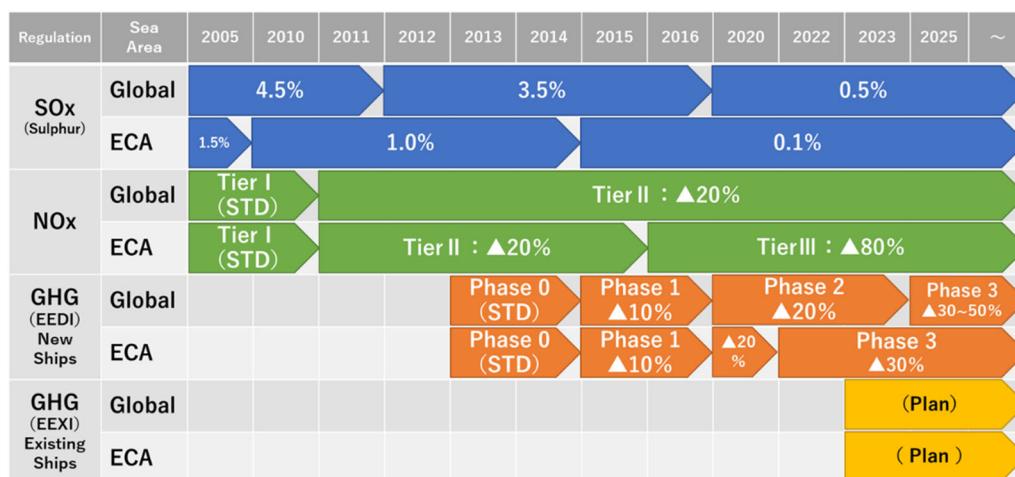 Regulation Sea Area 2005 2010 2011 2012 2013 2014 2015 2016 2020 2022 2023 2025 ～
SOx (Sulphur)
Global 4.5% 3.5% 0.5%
ECA 1.5% 1.0% 0.1%
NOx
Global Tier I (STD) Tier II：▲20%
ECA Tier I (STD) Tier II：▲20% Tier III：▲80%
GHG (EEDI) New Ships
Global Phase 0 (STD) Phase 1 ▲10% Phase 2 ▲20% Phase 3 ▲30~50%
ECA Phase 0 (STD) Phase 1 ▲10% ▲20% Phase 3 ▲30%
GHG (EEXI) Existing Ships
Global (Plan)
ECA ( Plan )